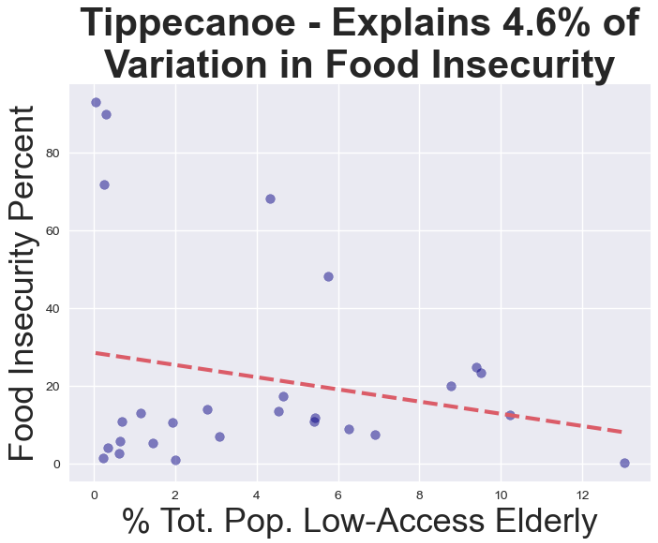 Tippecanoe - Explains 4.6% of
Variation in Food Insecurity
Food Insecurity Percent
80
60
40
20
0
0 2 4 6 8 10 12
% Tot. Pop. Low-Access Elderly